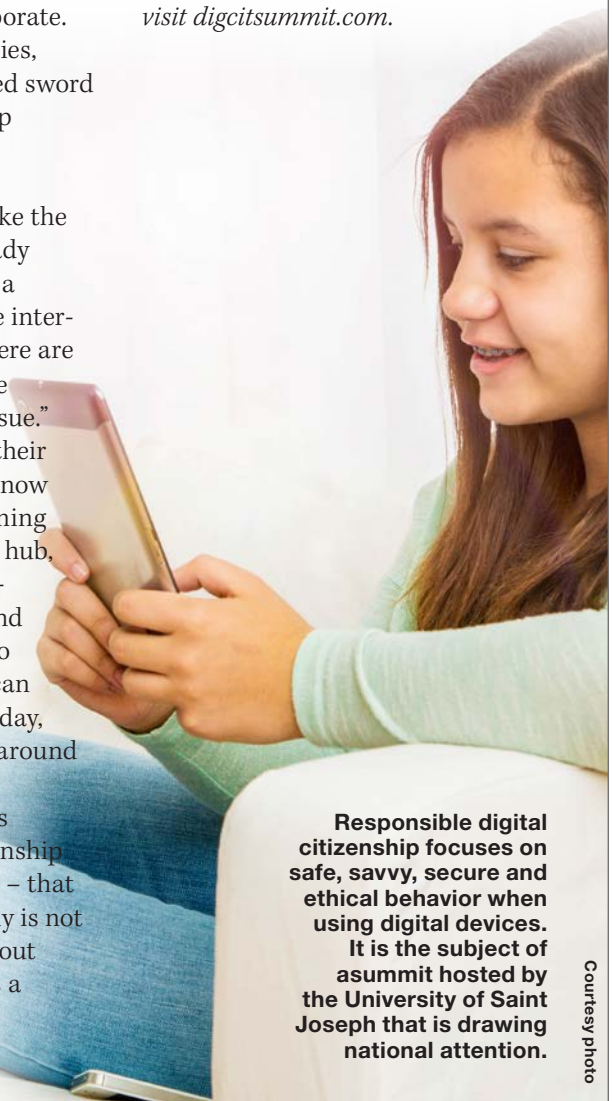 porate.
ies,
ed sword
p
ke the
ady
a
e inter-
ere are
e
sue.”
their
now
ning
hub,
-
nd
o
can
day,
around
s
nship
– that
y is not
out
a
visit digcitsummit.com.
Responsible digital
citizenship focuses on
safe, savvy, secure and
ethical behavior when
using digital devices.
It is the subject of
asummit hosted by
the University of Saint
Joseph that is drawing
national attention.
Courtesy photo